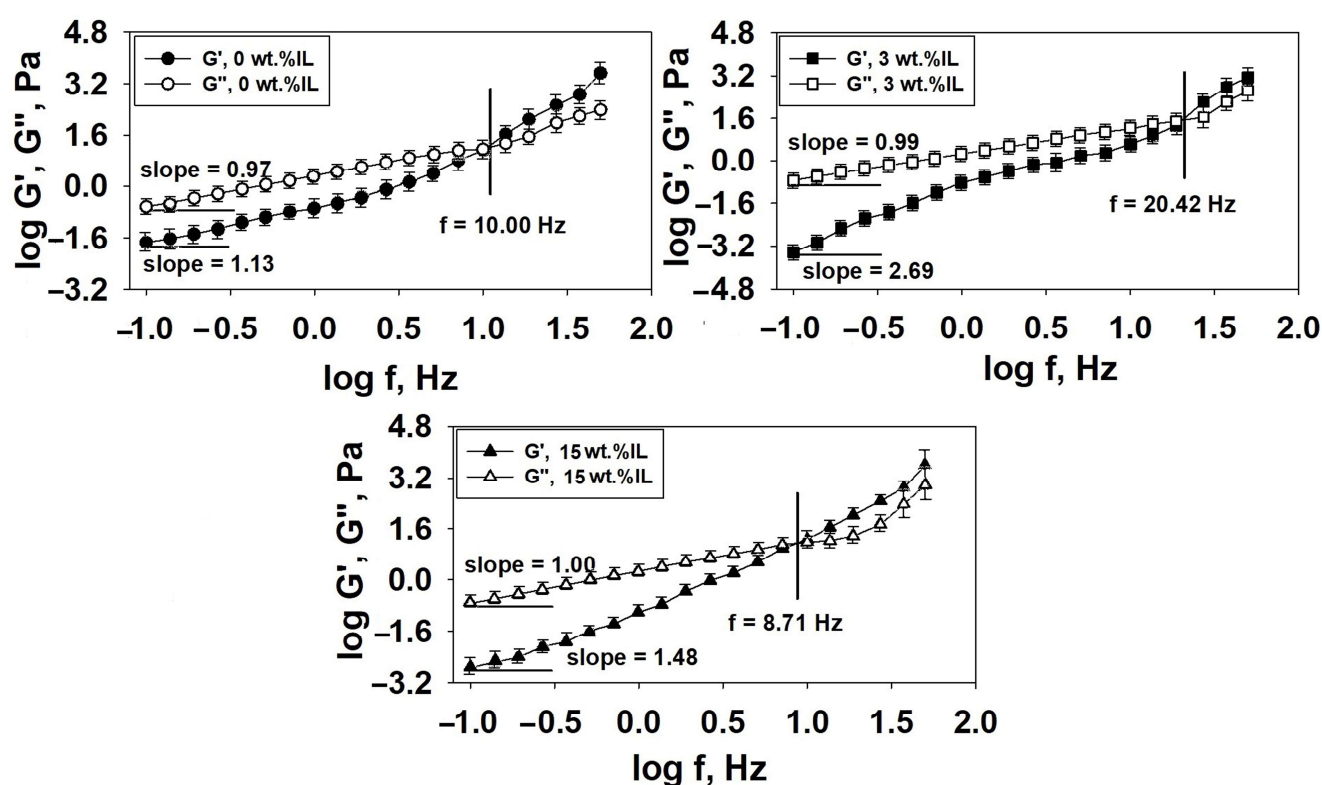 4.8
3.2
1.6
0.0
−1.6
−3.2
log G', G'', Pa
G', 0 wt.%IL
G'', 0 wt.%IL
slope = 0.97
slope = 1.13
f = 10.00 Hz
−1.0 −0.5 0.0 0.5 1.0 1.5 2.0
log f, Hz
4.8
3.2
1.6
0.0
−1.6
−3.2
−4.8
log G', G'', Pa
G', 3 wt.%IL
G'', 3 wt.%IL
slope = 0.99
slope = 2.69
f = 20.42 Hz
−1.0 −0.5 0.0 0.5 1.0 1.5 2.0
log f, Hz
4.8
3.2
1.6
0.0
−1.6
−3.2
log G', G'', Pa
G', 15 wt.%IL
G'', 15 wt.%IL
slope = 1.00
slope = 1.48
f = 8.71 Hz
−1.0 −0.5 0.0 0.5 1.0 1.5 2.0
log f, Hz